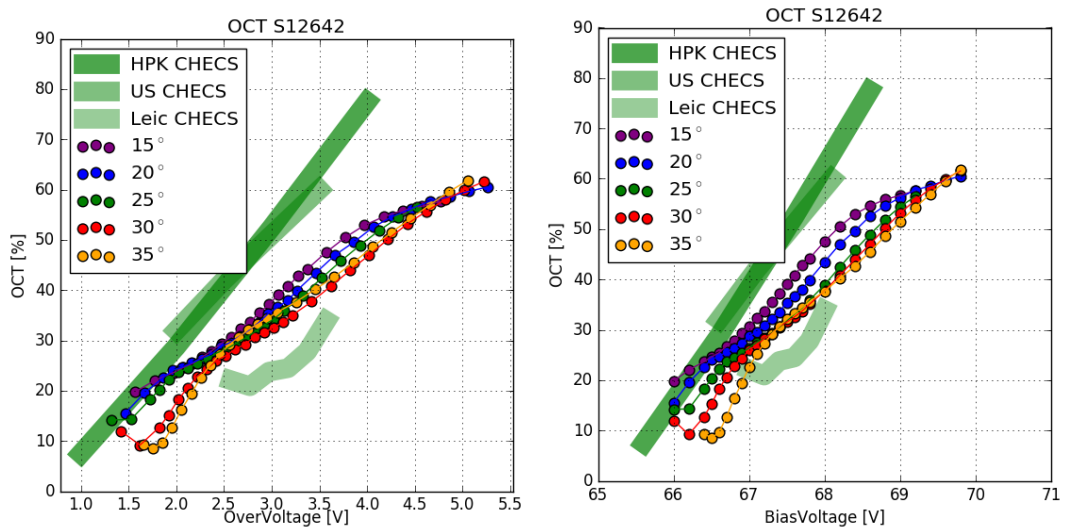 OCT S12642
OCT [%]
90
80
70
60
50
40
30
20
10
0
HPK CHECS
US CHECS
Leic CHECS
15°
20°
25°
30°
35°
1.0 1.5 2.0 2.5 3.0 3.5 4.0 4.5 5.0 5.5
OverVoltage [V]
OCT S12642
OCT [%]
90
80
70
60
50
40
30
20
10
0
HPK CHECS
US CHECS
Leic CHECS
15°
20°
25°
30°
35°
65 66 67 68 69 70 71
BiasVoltage [V]